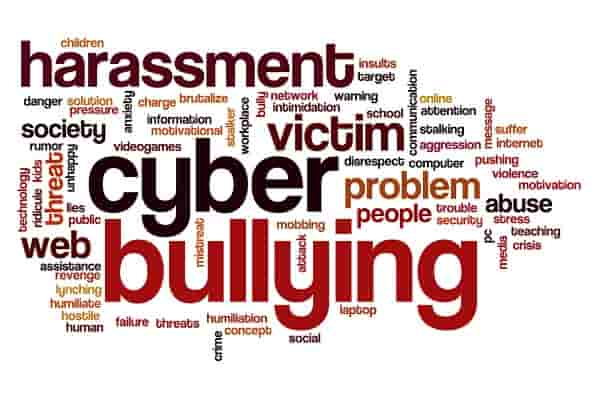 children
harassment
insults
target
danger
solution
pressure
anxiety
charge
brutalize
stalker
workplace
bully
network
intimidation
warning
communication
online
attention
message
society
information
motivational
victim
school
stalking
suffer
aggression
internet
rumor
videogames
disrespect
computer
pushing
violence
motivation
technology
ridicule
kids
threat
unhappy
cyber
problem
abuse
lies
public
people
trouble
security
stress
teaching
crisis
pc
media
web
bullying
mistreat
mobbing
attack
assistance
revenge
lynching
humiliate
hostile
human
failure
threats
humiliation
concept
crime
social
laptop